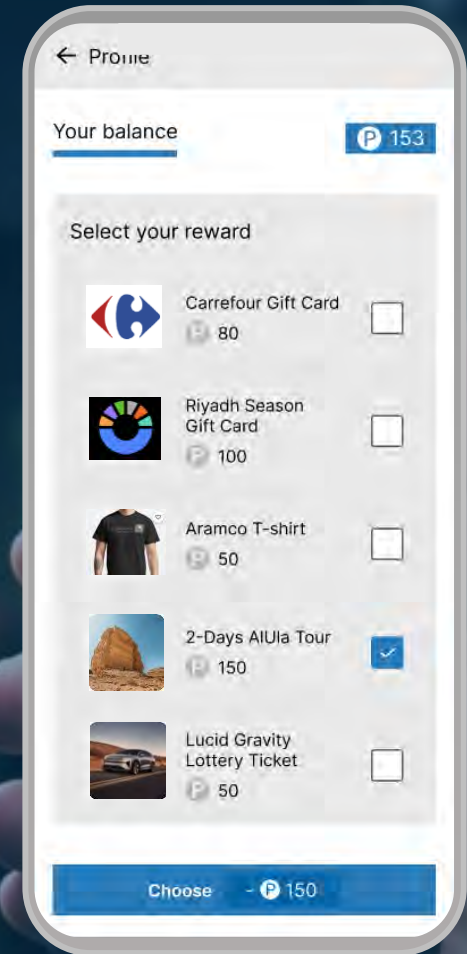 ← Profile
Your balance
P 153
Select your reward
Carrefour Gift Card
P 80
Riyadh Season
Gift Card
P 100
Aramco T-shirt
P 50
2-Days AlUla Tour
P 150
Lucid Gravity
Lottery Ticket
P 50
Choose - P 150